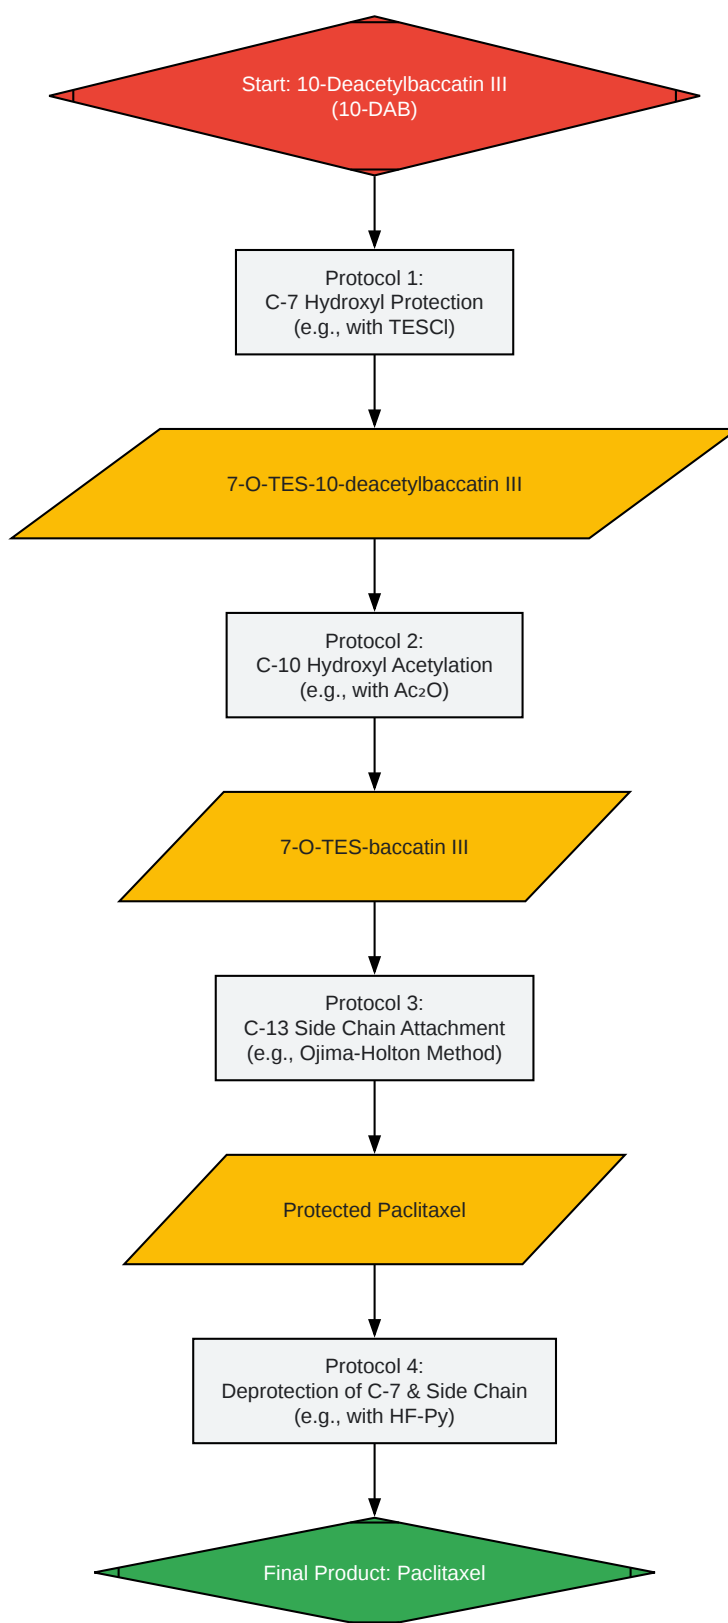 Start: 10-Deacetylbaccatin III
(10-DAB)
Protocol 1:
C-7 Hydroxyl Protection
(e.g., with TESCl)
7-O-TES-10-deacetylbaccatin III
Protocol 2:
C-10 Hydroxyl Acetylation
(e.g., with Ac₂O)
7-O-TES-baccatin III
Protocol 3:
C-13 Side Chain Attachment
(e.g., Ojima-Holton Method)
Protected Paclitaxel
Protocol 4:
Deprotection of C-7 & Side Chain
(e.g., with HF-Py)
Final Product: Paclitaxel